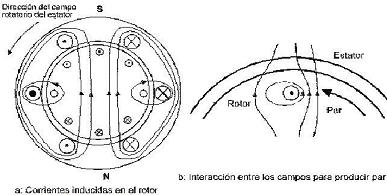 Dirección del campo
rotatorio del estator
S
N
a: Corrientes inducidas en el rotor
Estator
Rotor
Par
b: Interacción entre los campos para producir par